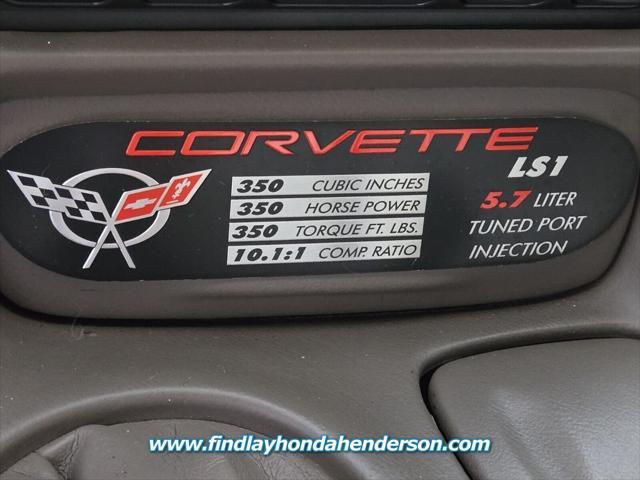 CORVETTE
LS1
350 CUBIC INCHES
5.7 LITER
350 HORSE POWER
TUNED PORT
350 TORQUE FT. LBS.
INJECTION
10.1:1 COMP. RATIO
www.findlayhondahenderson.com